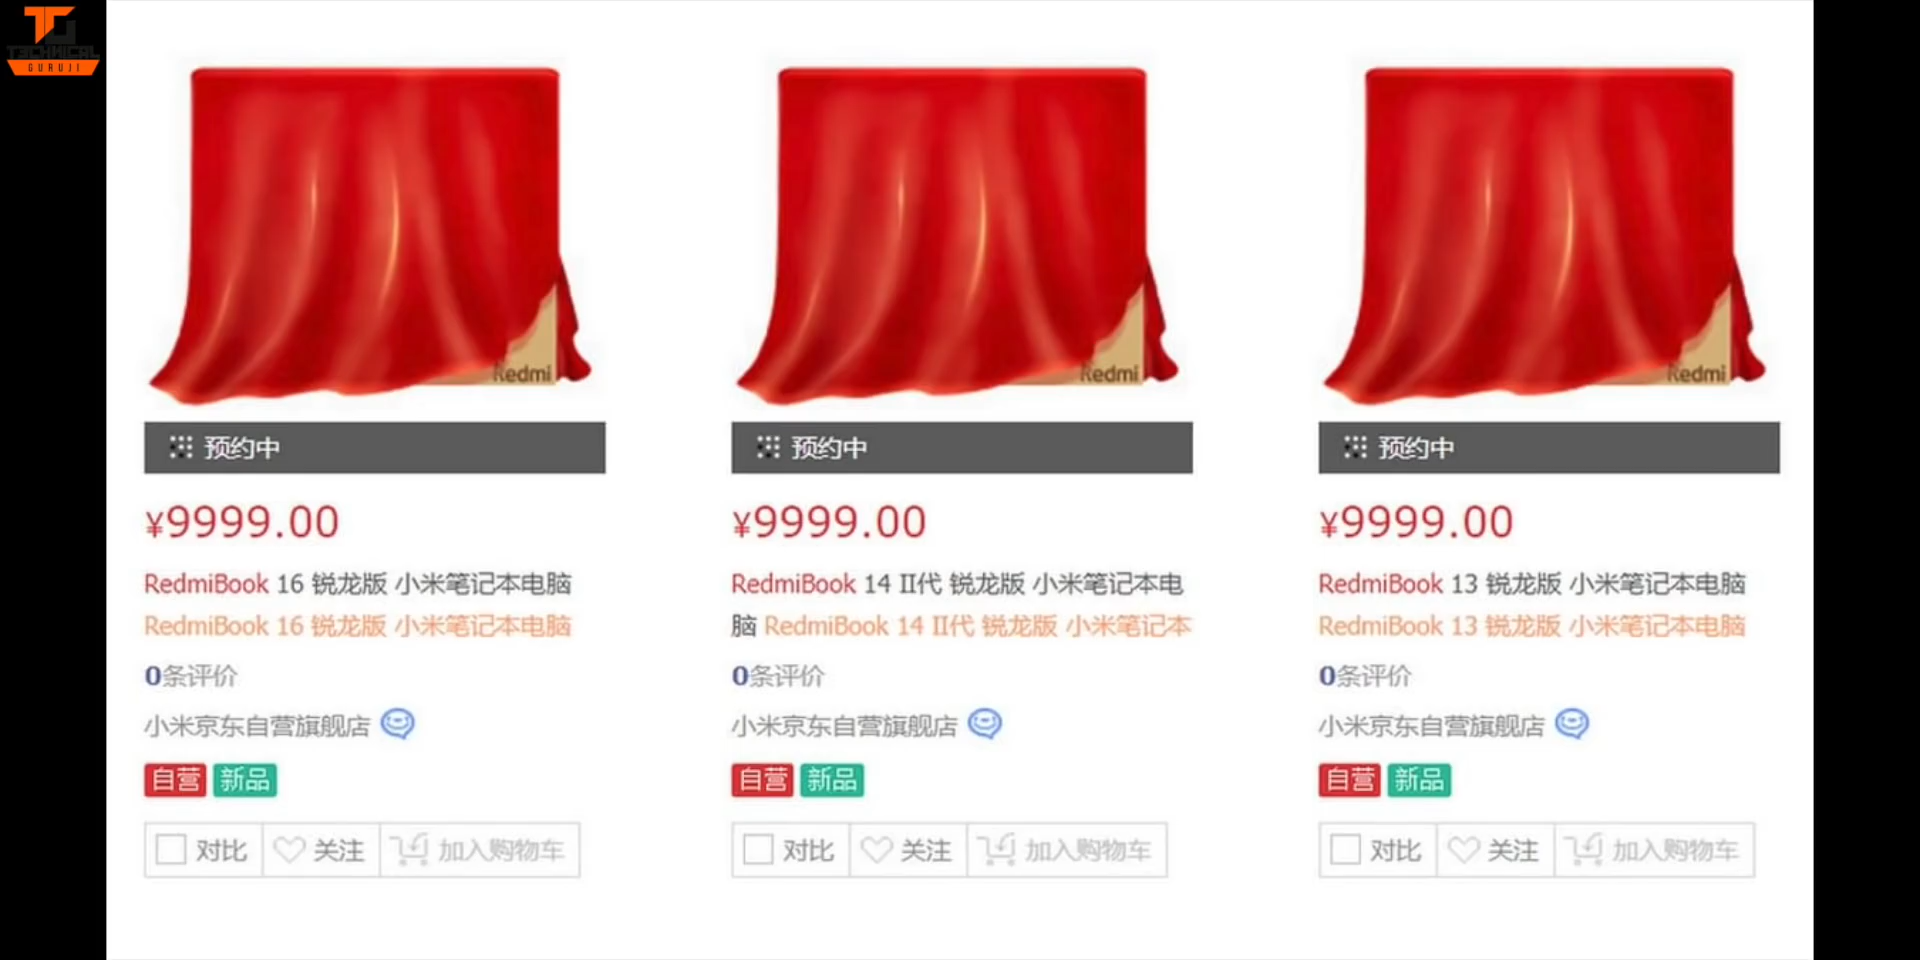 TECHNICAL
GURUJI
Redmi
预约中
¥9999.00
RedmiBook 16 锐龙版 小米笔记本电脑
RedmiBook 16 锐龙版 小米笔记本电脑
0条评价
小米京东自营旗舰店
自营 新品
对比 关注 加入购物车
Redmi
预约中
¥9999.00
RedmiBook 14 II代 锐龙版 小米笔记本电
脑 RedmiBook 14 II代 锐龙版 小米笔记本
0条评价
小米京东自营旗舰店
自营 新品
对比 关注 加入购物车
Redmi
预约中
¥9999.00
RedmiBook 13 锐龙版 小米笔记本电脑
RedmiBook 13 锐龙版 小米笔记本电脑
0条评价
小米京东自营旗舰店
自营 新品
对比 关注 加入购物车